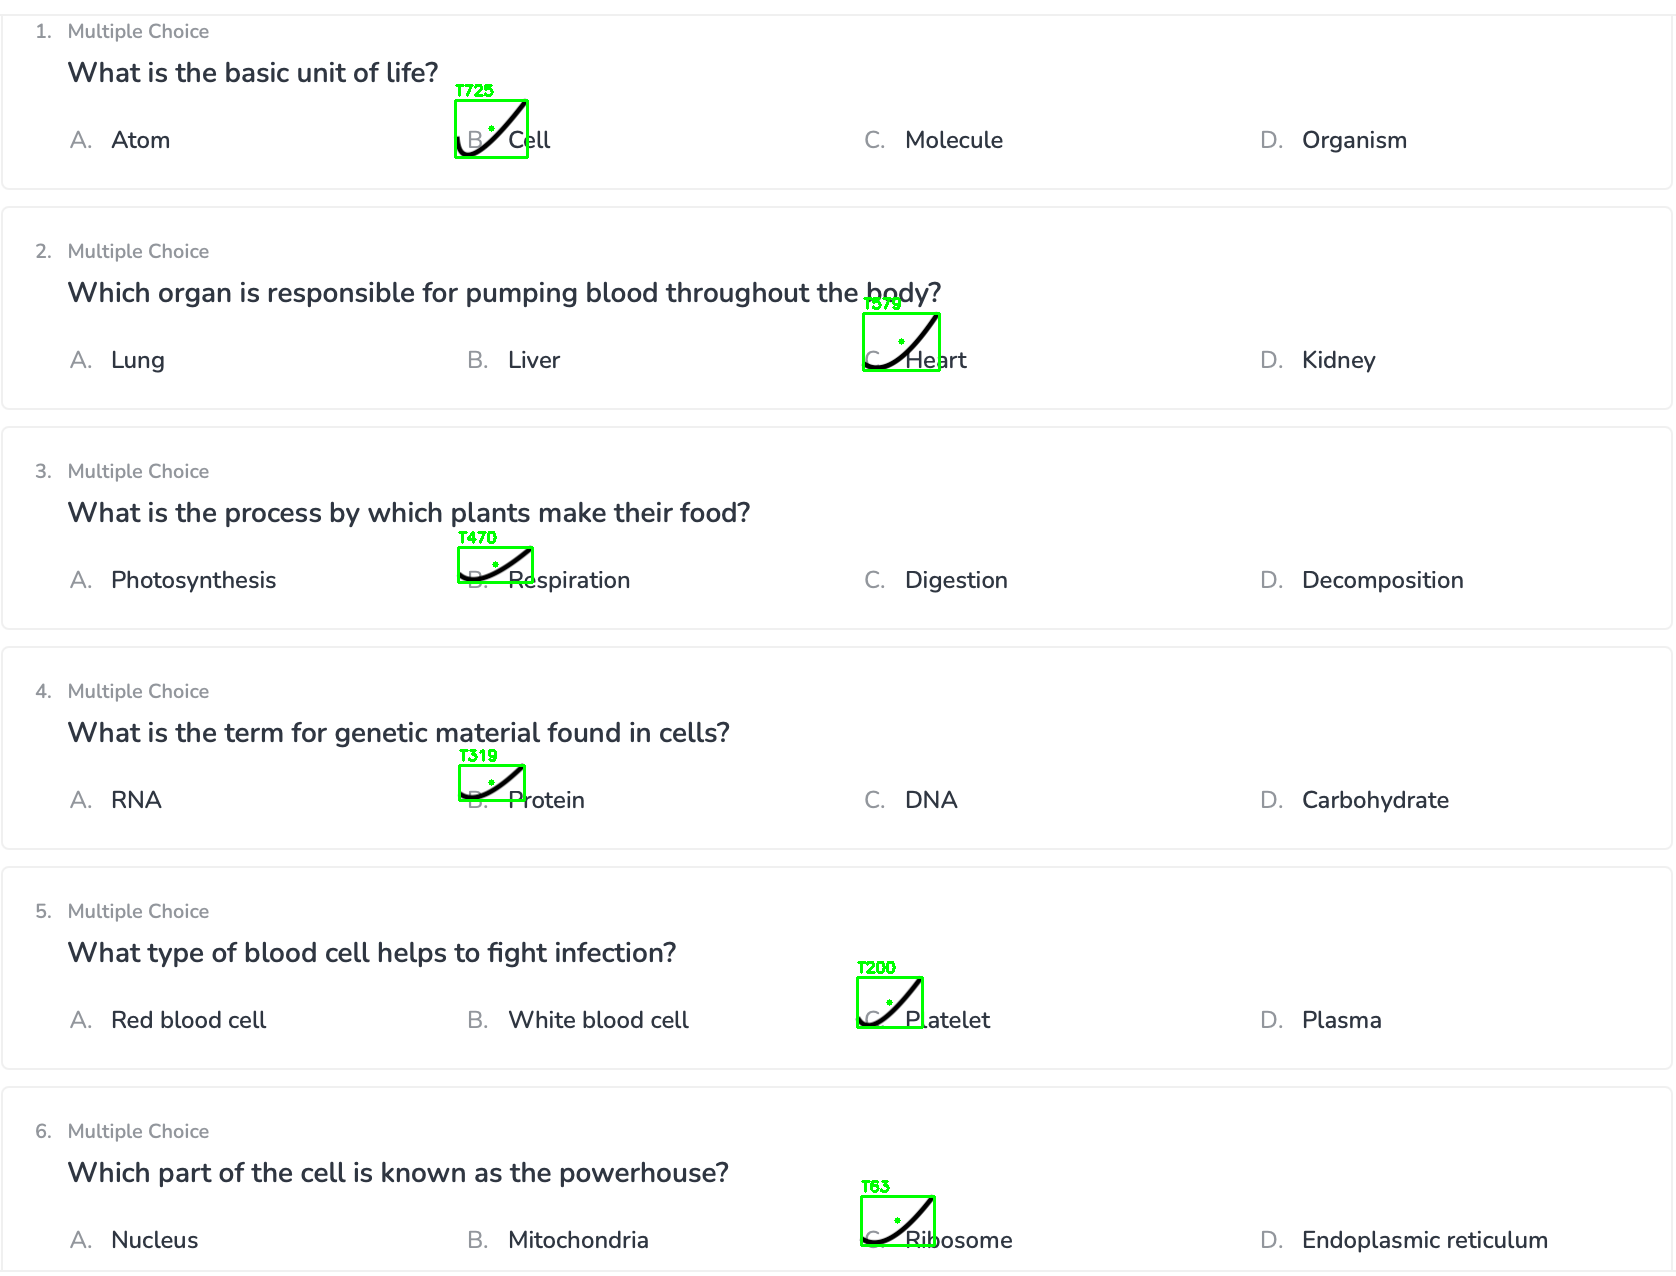 1. Multiple Choice
What is the basic unit of life?
T725
A. Atom B. Cell C. Molecule D. Organism
2. Multiple Choice
Which organ is responsible for pumping blood throughout the body?
T579
A. Lung B. Liver C. Heart D. Kidney
3. Multiple Choice
What is the process by which plants make their food?
T470
A. Photosynthesis B. Respiration C. Digestion D. Decomposition
4. Multiple Choice
What is the term for genetic material found in cells?
T319
A. RNA B. Protein C. DNA D. Carbohydrate
5. Multiple Choice
What type of blood cell helps to fight infection?
T200
A. Red blood cell B. White blood cell C. Platelet D. Plasma
6. Multiple Choice
Which part of the cell is known as the powerhouse?
T63
A. Nucleus B. Mitochondria C. Ribosome D. Endoplasmic reticulum